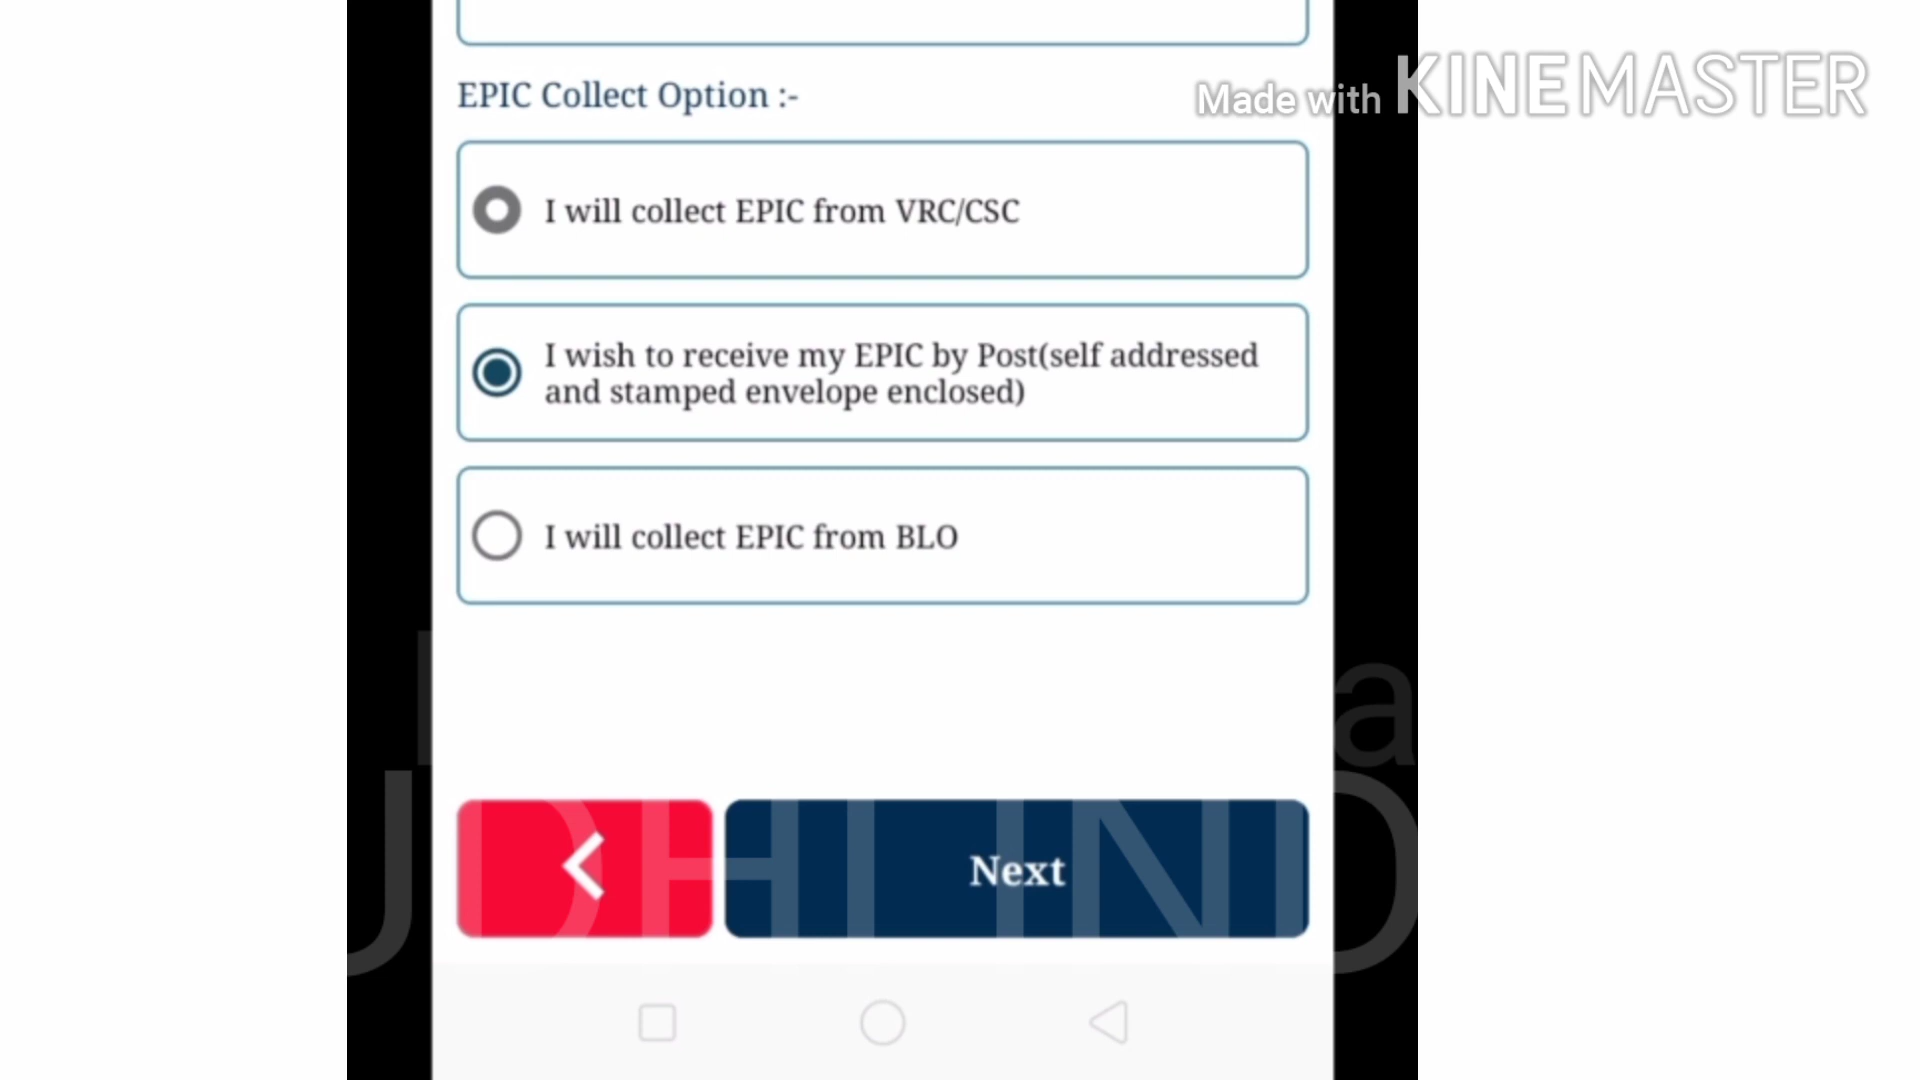 EPIC Collect Option :-
Made with KINEMASTER
I will collect EPIC from VRC/CSC
I wish to receive my EPIC by Post(self addressed
and stamped envelope enclosed)
I will collect EPIC from BLO
Next